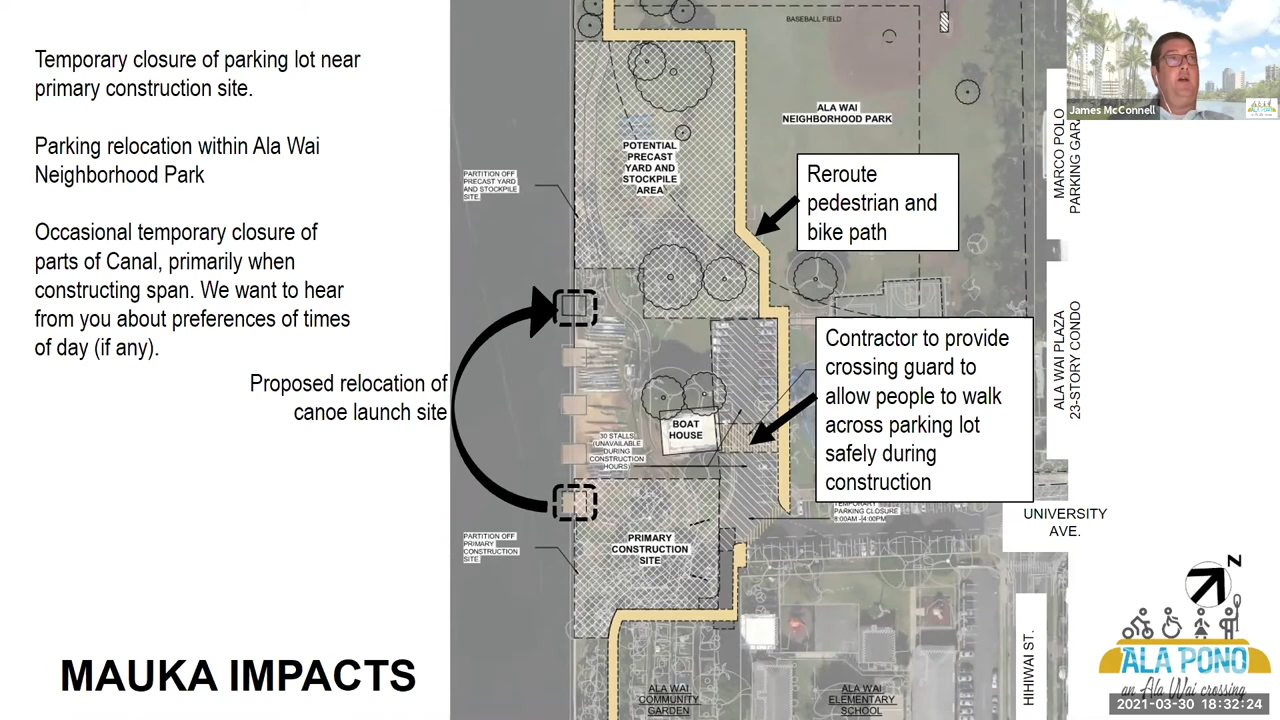 Temporary closure of parking lot near
primary construction site.
Parking relocation within Ala Wai
Neighborhood Park
Occasional temporary closure of
parts of Canal, primarily when
constructing span. We want to hear
from you about preferences of times
of day (if any).
Proposed relocation of
canoe launch site
MAUKA IMPACTS
BASEBALL FIELD
ALA WAI
NEIGHBORHOOD PARK
POTENTIAL
PRECAST YARD AND
STOCKPILE
AREA
PARTITION OFF
PRECAST YARD
AND STOCKPILE
SITE.
Reroute
pedestrian and
bike path
Contractor to provide
crossing guard to
allow people to walk
across parking lot
safely during
construction
BOAT
HOUSE
30 STALLS
(UNAVAILABLE
DURING
CONSTRUCTION
HOURS)
TEMPORARY
PARKING CLOSURE
8:00AM -4:00PM
PARTITION OFF
PRIMARY
CONSTRUCTION
SITE
PRIMARY
CONSTRUCTION
SITE
ALA WAI
COMMUNITY
GARDEN
ALA WAI
ELEMENTARY
SCHOOL
James McConnell
MARCO POLO
PARKING GARA
ALA WAI PLAZA
23-STORY CONDO
UNIVERSITY
AVE.
HIHIWAI ST.
N
ALA PONO
an Ala Wai crossing
2021-03-30 18:32:24